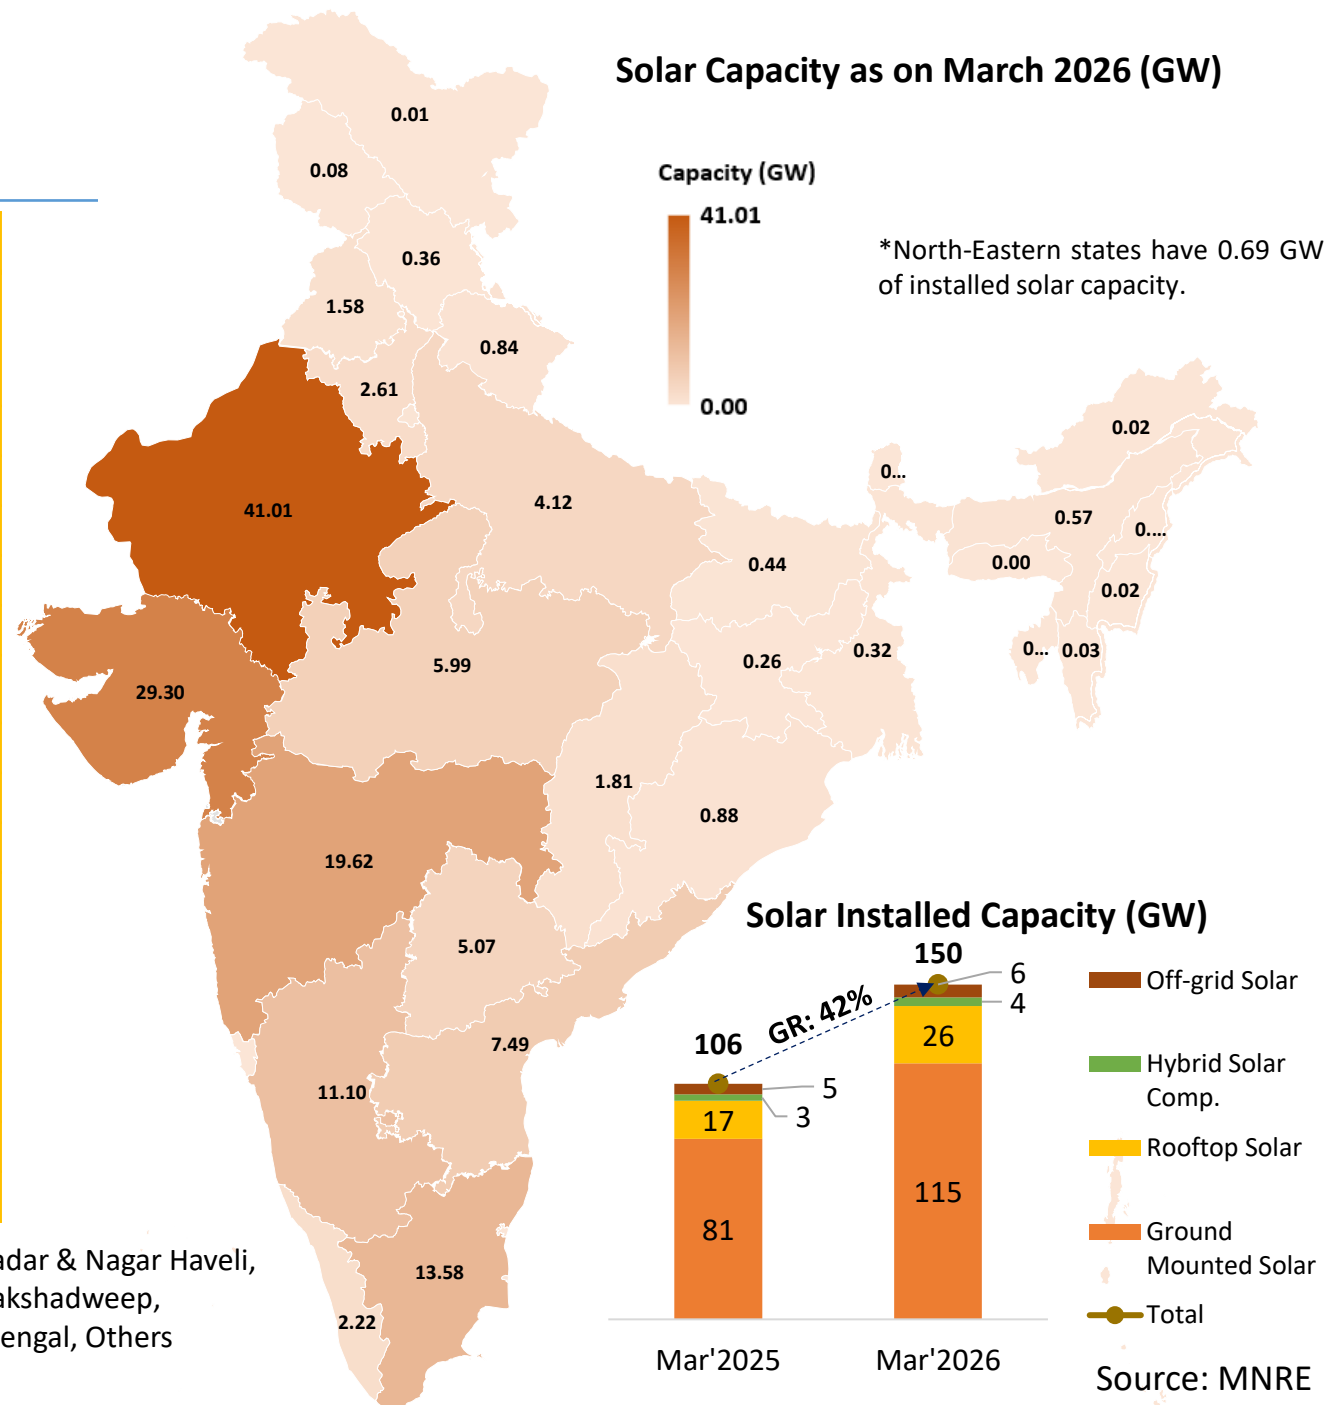 Solar Capacity as on March 2026 (GW)
0.01
0.08
Capacity (GW)
41.01
0.00
*North-Eastern states have 0.69 GW
of installed solar capacity.
0.36
1.58
0.84
2.61
0.02
0...
4.12
41.01
0.57
0....
0.44
0.00
0.02
0.32
0...
0.03
0.26
5.99
29.30
1.81
0.88
19.62
5.07
7.49
11.10
13.58
2.22
Solar Installed Capacity (GW)
150
6
4
GR: 42%
106
26
5
3
17
115
81
Mar'2025
Mar'2026
Off-grid Solar
Hybrid Solar
Comp.
Rooftop Solar
Ground
Mounted Solar
Total
Source: MNRE
adar & Nagar Haveli,
akshadweep,
engal, Others